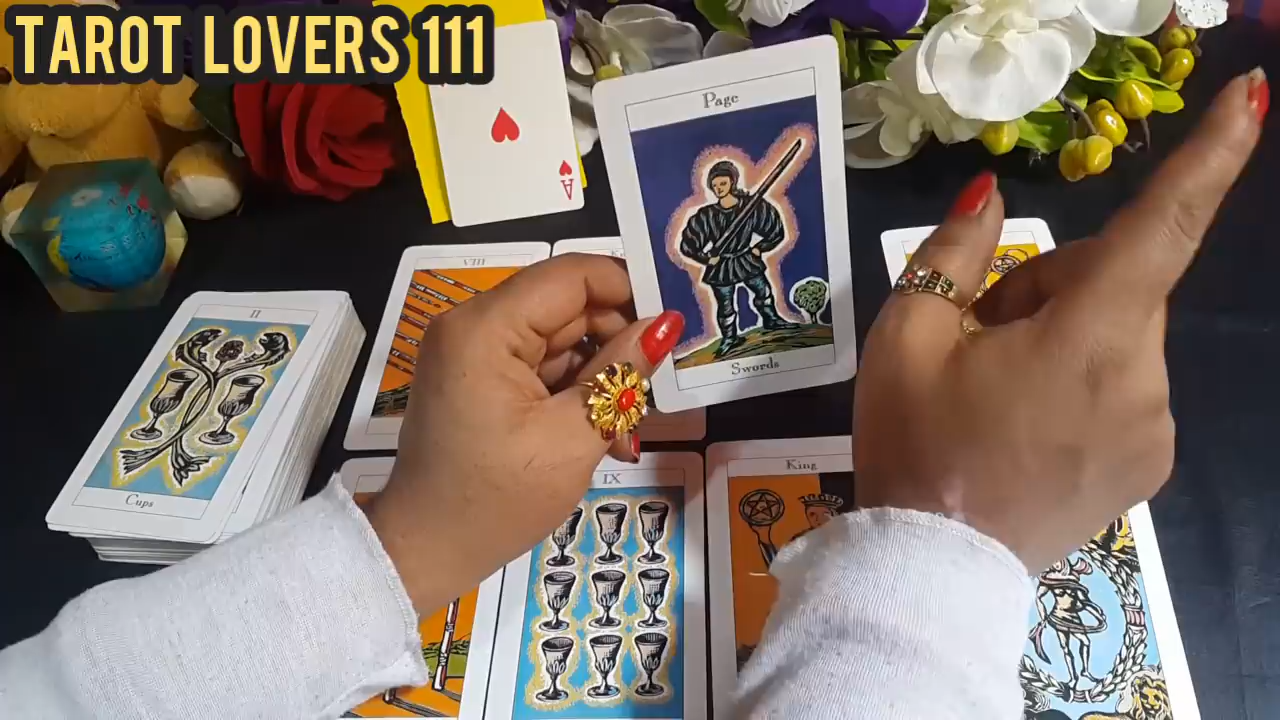 TAROT LOVERS 111
A
Page
Swords
VIII
II
Cups
IX
King